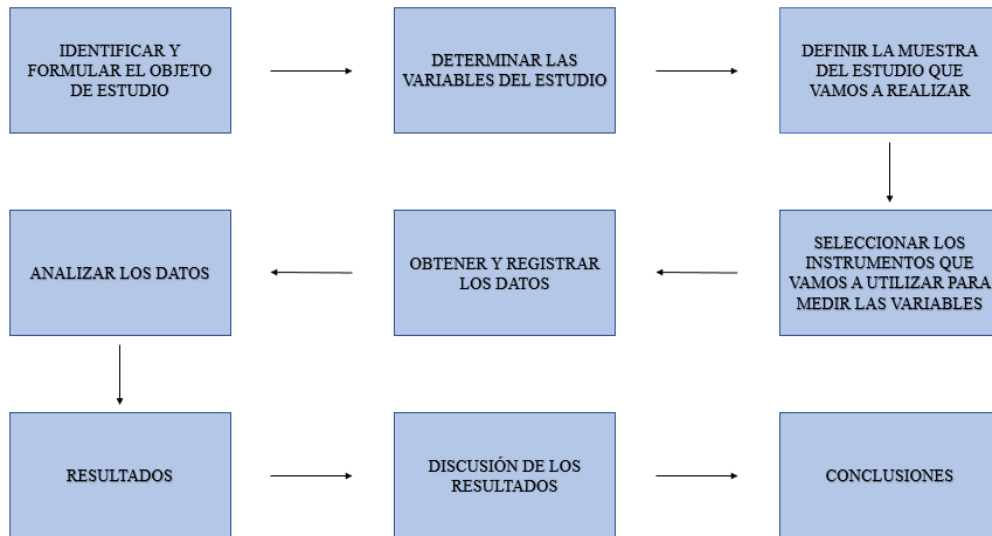 IDENTIFICAR Y
FORMULAR EL OBJETO
DE ESTUDIO
DETERMINAR LAS
VARIABLES DEL ESTUDIO
DEFINIR LA MUESTRA
DEL ESTUDIO QUE
VAMOS A REALIZAR
SELECCIONAR LOS
INSTRUMENTOS QUE
VAMOS A UTILIZAR PARA
MEDIR LAS VARIABLES
OBTENER Y REGISTRAR
LOS DATOS
ANALIZAR LOS DATOS
RESULTADOS
DISCUSIÓN DE LOS
RESULTADOS
CONCLUSIONES